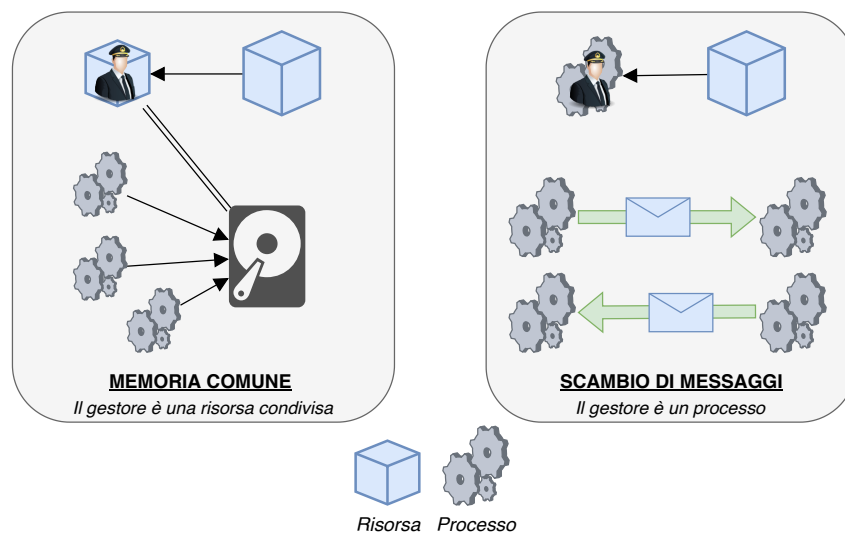 MEMORIA COMUNE
Il gestore è una risorsa condivisa
SCAMBIO DI MESSAGGI
Il gestore è un processo
Risorsa
Processo